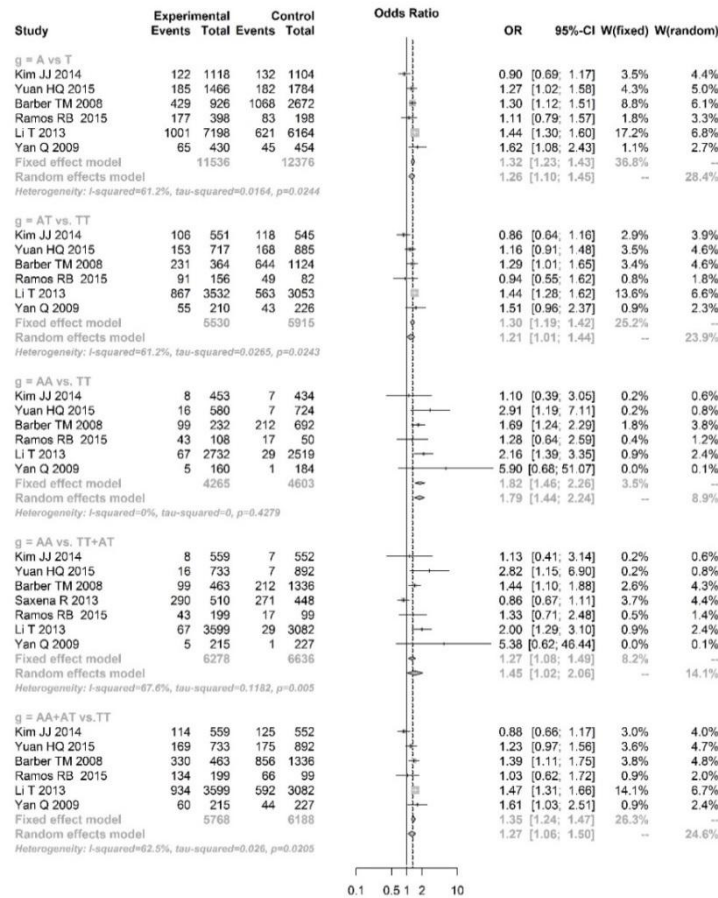 Experimental Control Odds Ratio
Study Events Total Events Total OR 95%-CI W(fixed) W(random)
g = A vs T
Kim JJ 2014 122 1118 132 1104 0.90 [0.69; 1.17] 3.5% 4.4%
Yuan HQ 2015 185 1466 182 1784 1.27 [1.02; 1.58] 4.3% 5.0%
Barber TM 2008 429 926 1068 2672 1.30 [1.12; 1.51] 8.8% 6.1%
Ramos RB 2015 177 398 83 198 1.11 [0.79; 1.57] 1.8% 3.3%
Li T 2013 1001 7198 621 6164 1.44 [1.30; 1.60] 17.2% 6.8%
Yan Q 2009 65 430 45 454 1.62 [1.08; 2.43] 1.1% 2.7%
Fixed effect model 11536 12376 1.32 [1.23; 1.43] 36.8% --
Random effects model 1.26 [1.10; 1.45] -- 28.4%
Heterogeneity: I-squared=61.2%, tau-squared=0.0164, p=0.0244
g = AT vs. TT
Kim JJ 2014 106 551 118 545 0.86 [0.64; 1.16] 2.9% 3.9%
Yuan HQ 2015 153 717 168 885 1.16 [0.91; 1.48] 3.5% 4.6%
Barber TM 2008 231 364 644 1124 1.29 [1.01; 1.65] 3.4% 4.6%
Ramos RB 2015 91 156 49 82 0.94 [0.55; 1.62] 0.8% 1.8%
Li T 2013 867 3532 563 3053 1.44 [1.28; 1.62] 13.6% 6.6%
Yan Q 2009 55 210 43 226 1.51 [0.96; 2.37] 0.9% 2.3%
Fixed effect model 5530 5915 1.30 [1.19; 1.42] 25.2% --
Random effects model 1.21 [1.01; 1.44] -- 23.9%
Heterogeneity: I-squared=61.2%, tau-squared=0.0265, p=0.0243
g = AA vs. TT
Kim JJ 2014 8 453 7 434 1.10 [0.39; 3.05] 0.2% 0.6%
Yuan HQ 2015 16 580 7 724 2.91 [1.19; 7.11] 0.2% 0.8%
Barber TM 2008 99 232 212 692 1.69 [1.24; 2.29] 1.8% 3.8%
Ramos RB 2015 43 108 17 50 1.28 [0.64; 2.59] 0.4% 1.2%
Li T 2013 67 2732 29 2519 2.16 [1.39; 3.35] 0.9% 2.4%
Yan Q 2009 5 160 1 184 5.90 [0.68; 51.07] 0.0% 0.1%
Fixed effect model 4265 4603 1.82 [1.46; 2.26] 3.5% --
Random effects model 1.79 [1.44; 2.24] -- 8.9%
Heterogeneity: I-squared=0%, tau-squared=0, p=0.4279
g = AA vs. TT+AT
Kim JJ 2014 8 559 7 552 1.13 [0.41; 3.14] 0.2% 0.6%
Yuan HQ 2015 16 733 7 892 2.82 [1.15; 6.90] 0.2% 0.8%
Barber TM 2008 99 463 212 1336 1.44 [1.10; 1.88] 2.6% 4.3%
Saxena R 2013 290 510 271 448 0.86 [0.67; 1.11] 3.7% 4.4%
Ramos RB 2015 43 199 17 99 1.33 [0.71; 2.48] 0.5% 1.4%
Li T 2013 67 3599 29 3082 2.00 [1.29; 3.10] 0.9% 2.4%
Yan Q 2009 5 215 1 227 5.38 [0.62; 46.44] 0.0% 0.1%
Fixed effect model 6278 6636 1.27 [1.08; 1.49] 8.2% --
Random effects model 1.45 [1.02; 2.06] -- 14.1%
Heterogeneity: I-squared=67.6%, tau-squared=0.1182, p=0.005
g = AA+AT vs.TT
Kim JJ 2014 114 559 125 552 0.88 [0.66; 1.17] 3.0% 4.0%
Yuan HQ 2015 169 733 175 892 1.23 [0.97; 1.56] 3.6% 4.7%
Barber TM 2008 330 463 856 1336 1.39 [1.11; 1.75] 3.8% 4.8%
Ramos RB 2015 134 199 66 99 1.03 [0.62; 1.72] 0.9% 2.0%
Li T 2013 934 3599 592 3082 1.47 [1.31; 1.66] 14.1% 6.7%
Yan Q 2009 60 215 44 227 1.61 [1.03; 2.51] 0.9% 2.4%
Fixed effect model 5768 6188 1.35 [1.24; 1.47] 26.3% --
Random effects model 1.27 [1.06; 1.50] -- 24.6%
Heterogeneity: I-squared=62.5%, tau-squared=0.026, p=0.0205
0.1 0.5 1 2 10